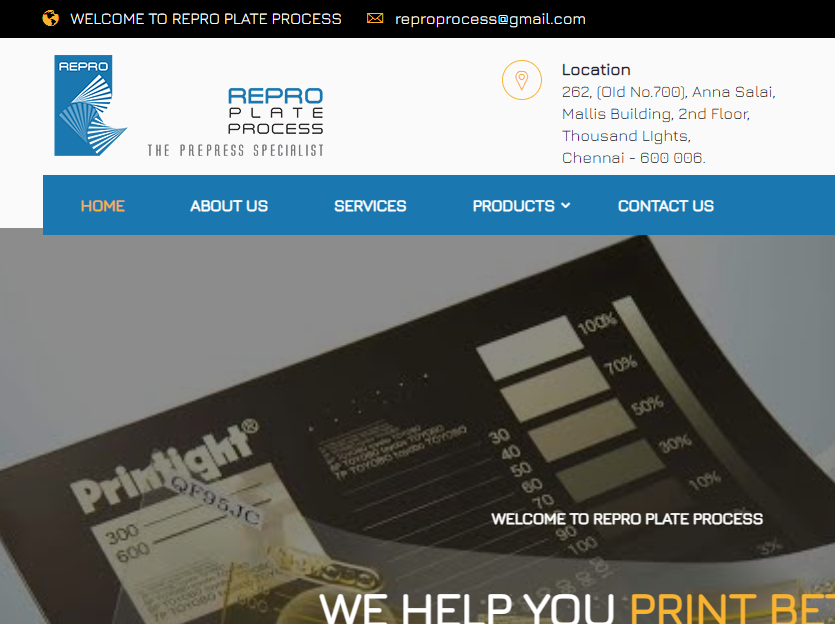 WELCOME TO REPRO PLATE PROCESS
reproprocess@gmail.com
REPRO
REPRO
PLATE
PROCESS
THE PREPRESS SPECIALIST
Location
262, (Old No.700), Anna Salai,
Mallis Building, 2nd Floor,
Thousand LIghts,
Chennai - 600 006.
HOME
ABOUT US
SERVICES
PRODUCTS
CONTACT US
100%
70%
50%
30%
10%
3%
Printight®
QF95JC
300
600
30
40
50
60
70
90
100
WELCOME TO REPRO PLATE PROCESS
WE HELP YOU PRINT BET